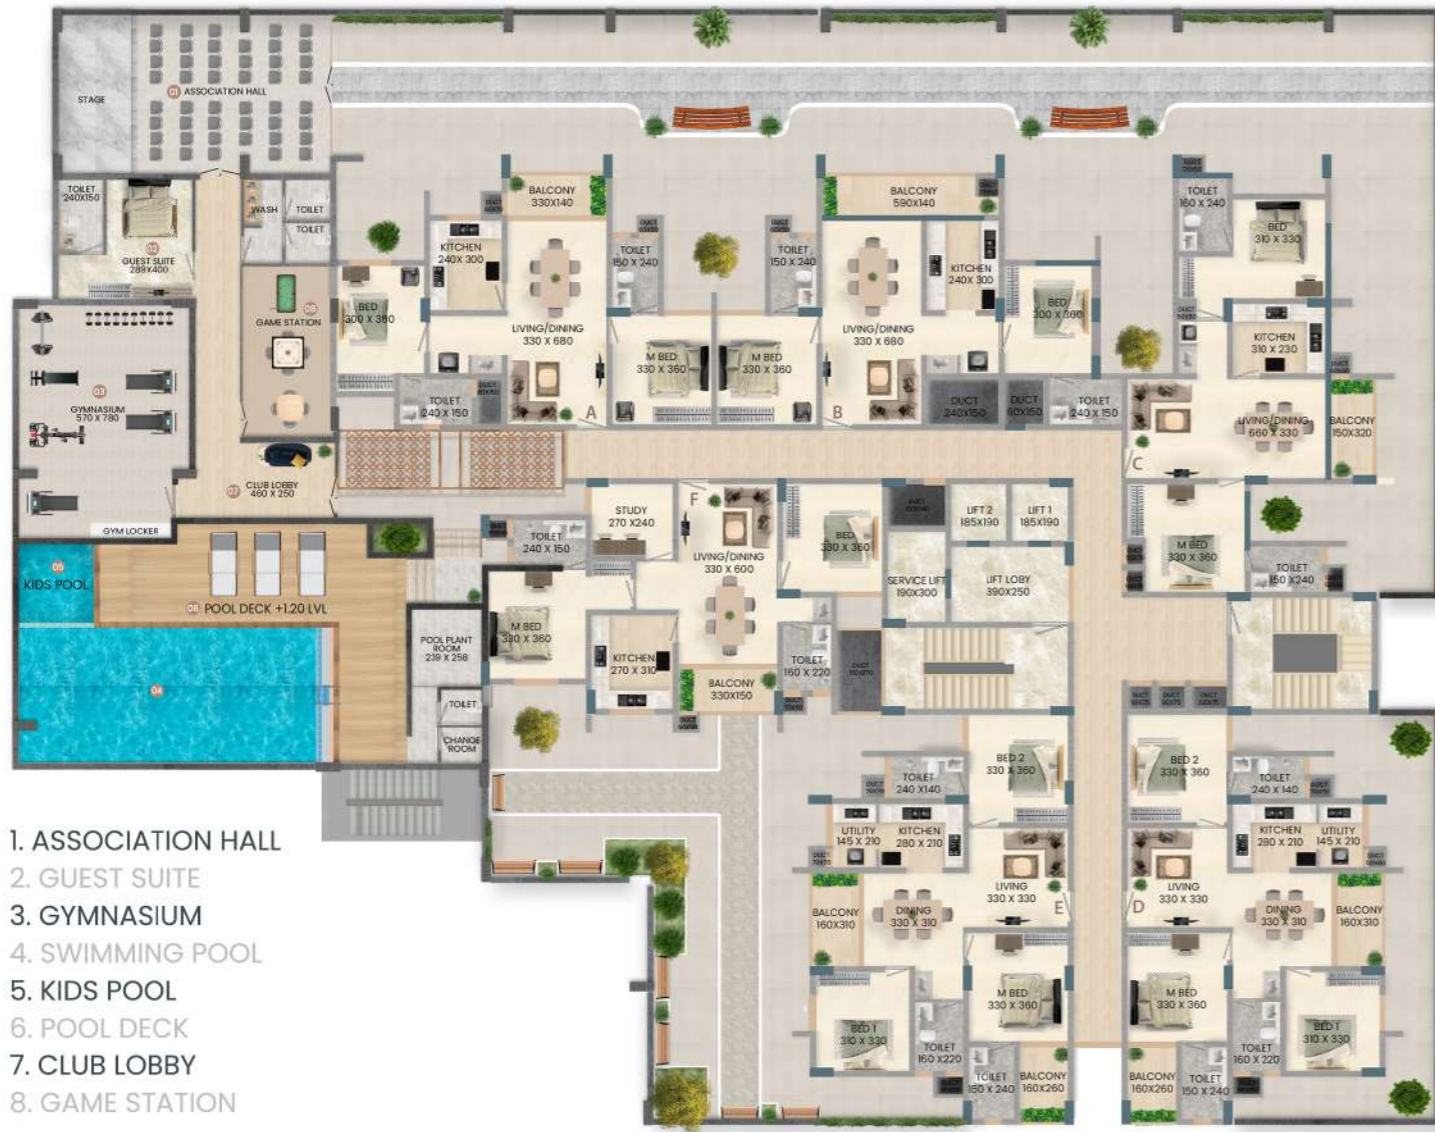 STAGE
01 ASSOCIATION HALL
TOILET
240X150
02
GUEST SUITE
289X400
WASH
TOILET
TOILET
GAME STATION
03
GYMNASIUM
570 X 780
GYM LOCKER
07 CLUB LOBBY
460 X 250
05
KIDS POOL
06 POOL DECK +1.20 LVL
04
POOL PLANT
ROOM
239 X 258
TOILET
CHANGE
ROOM
BALCONY
330X140
KITCHEN
240X 300
TOILET
150 X 240
BED
300 X 360
LIVING/DINING
330 X 680
M BED
330 X 360
TOILET
240 X 150
A
BALCONY
590X140
TOILET
150 X 240
KITCHEN
240X 300
LIVING/DINING
330 X 680
M BED
330 X 360
BED
300 X 360
B
DUCT
240X150
DUCT
60X150
TOILET
240 X 150
TOILET
160 X 240
BED
310 X 330
KITCHEN
310 X 230
LIVING/DINING
660 X 330
BALCONY
150X320
C
M BED
330 X 360
TOILET
150 X240
F
STUDY
270 X240
TOILET
240 X 150
LIVING/DINING
330 X 600
BED
330 X 360
M BED
330 X 360
KITCHEN
270 X 310
BALCONY
330X150
TOILET
160 X 220
LIFT 2
185X190
LIFT 1
185X190
SERVICE LIFT
190X300
LIFT LOBY
390X250
BED 2
330 X 360
TOILET
240 X140
UTILITY
145 X 210
KITCHEN
280 X 210
LIVING
330 X 330
E
BALCONY
160X310
DINING
330 X 310
M BED
330 X 360
BED 1
310 X 330
TOILET
160 X220
TOILET
150 X 240
BALCONY
160X260
BED 2
330 X 360
TOILET
240 X 140
KITCHEN
280 X 210
UTILITY
145 X 210
LIVING
330 X 330
D
DINING
330 X 310
BALCONY
160X310
M BED
330 X 360
BED 1
310 X 330
TOILET
160 X 220
BALCONY
160X260
TOILET
150 X 240
1. ASSOCIATION HALL
2. GUEST SUITE
3. GYMNASIUM
4. SWIMMING POOL
5. KIDS POOL
6. POOL DECK
7. CLUB LOBBY
8. GAME STATION